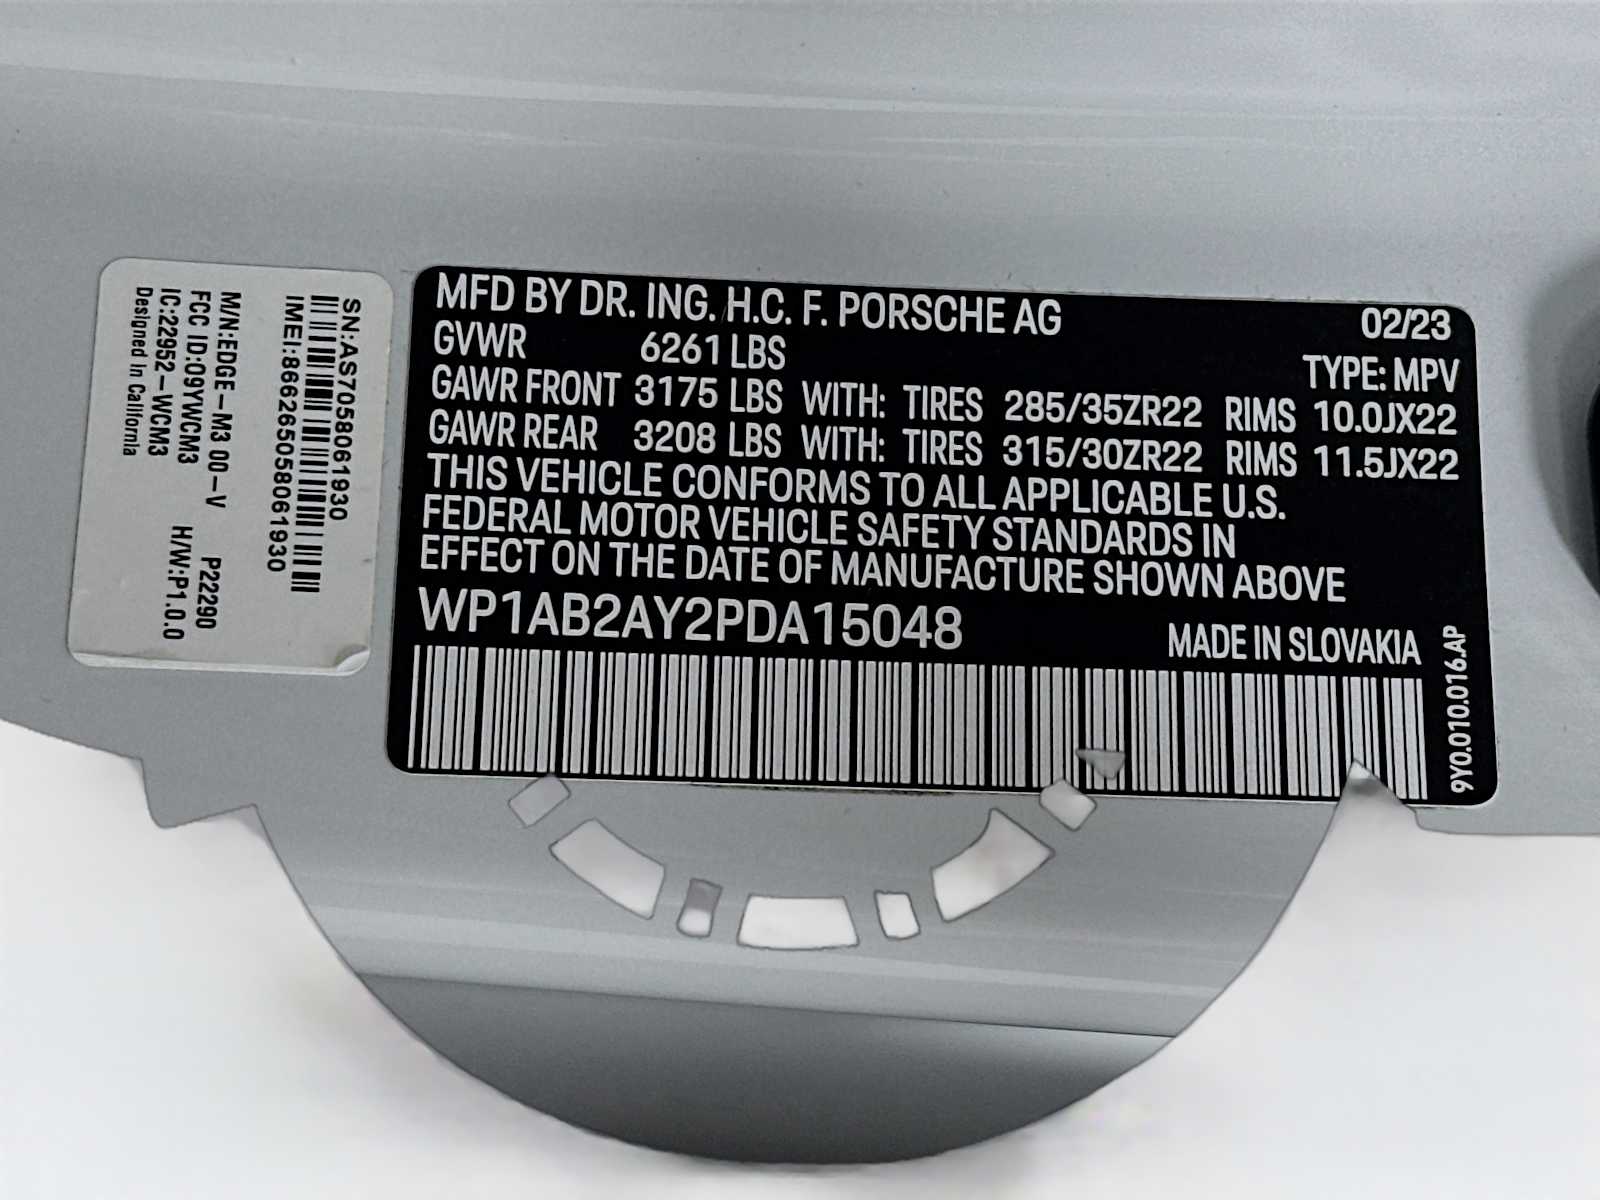 SN:AS7058061930
IMEI:866265058061930
M/N:EDGE-M3 00-V P22290
FCC ID:09YWCM3
IC:22952-WCM3 H/W:P1.0.0
Designed In California
MFD BY DR. ING. H.C. F. PORSCHE AG 02/23
GVWR 6261 LBS TYPE: MPV
GAWR FRONT 3175 LBS WITH: TIRES 285/35ZR22 RIMS 10.0JX22
GAWR REAR 3208 LBS WITH: TIRES 315/30ZR22 RIMS 11.5JX22
THIS VEHICLE CONFORMS TO ALL APPLICABLE U.S.
FEDERAL MOTOR VEHICLE SAFETY STANDARDS IN
EFFECT ON THE DATE OF MANUFACTURE SHOWN ABOVE
WP1AB2AY2PDA15048 MADE IN SLOVAKIA
9Y0.010.016.AP